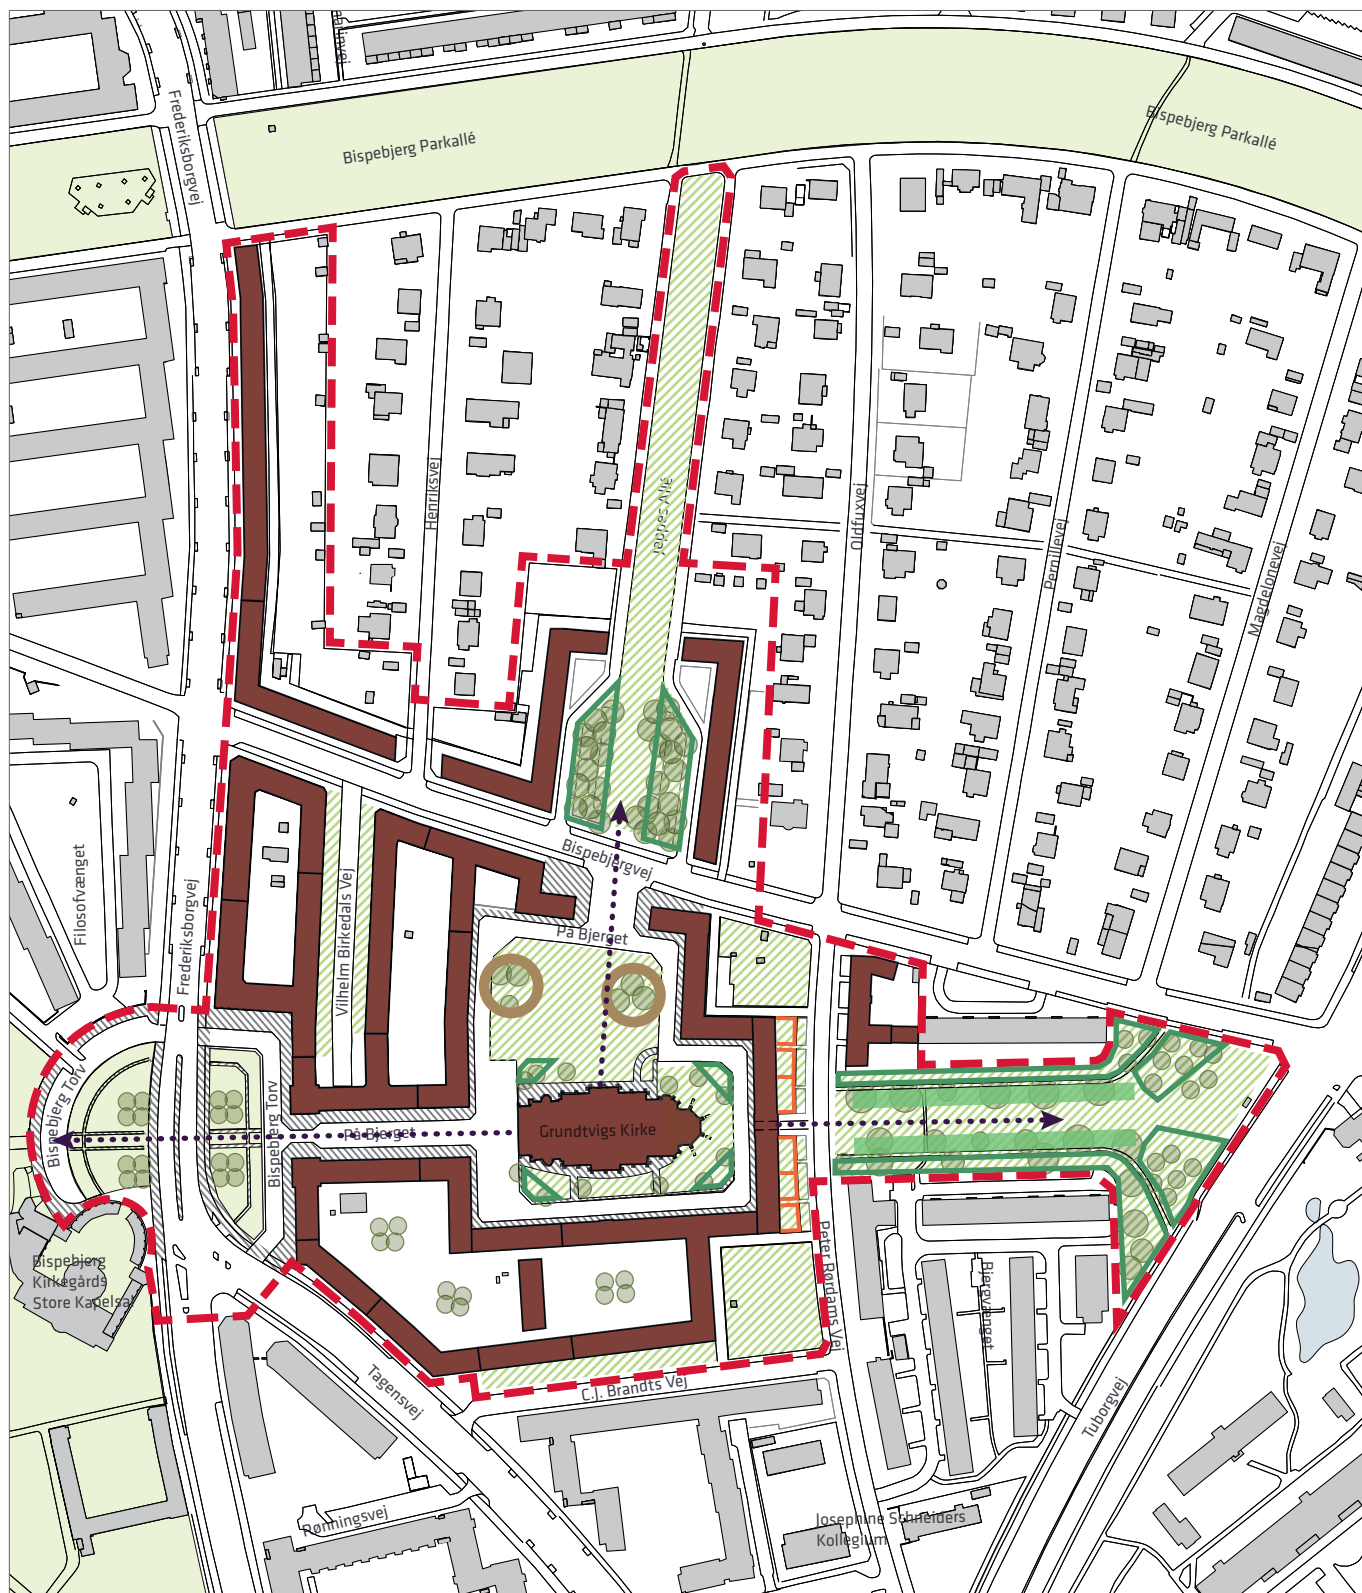 Frederiksborgvej
Bispebjerg Parkallé
Bispebjerg Parkallé
Henriksvej
Jeppes Allé
Oldfuxvej
Pernillevej
Magdelonevej
Filosofvænget
Frederiksborgvej
Vilhelm Birkedals Vej
Bispebjergvej
På Bjerget
Bispebjerg Torv
Bispebjerg Torv
På Bjerget
Grundtvigs Kirke
Bispebjerg
Kirkegårds
Store Kapelsal
Peter Rørdams Vej
Bjergvænget
Tagensvej
C.J. Brandts Vej
Tuborgvej
Rønningsvej
Josephine Schneiders
Kollegium